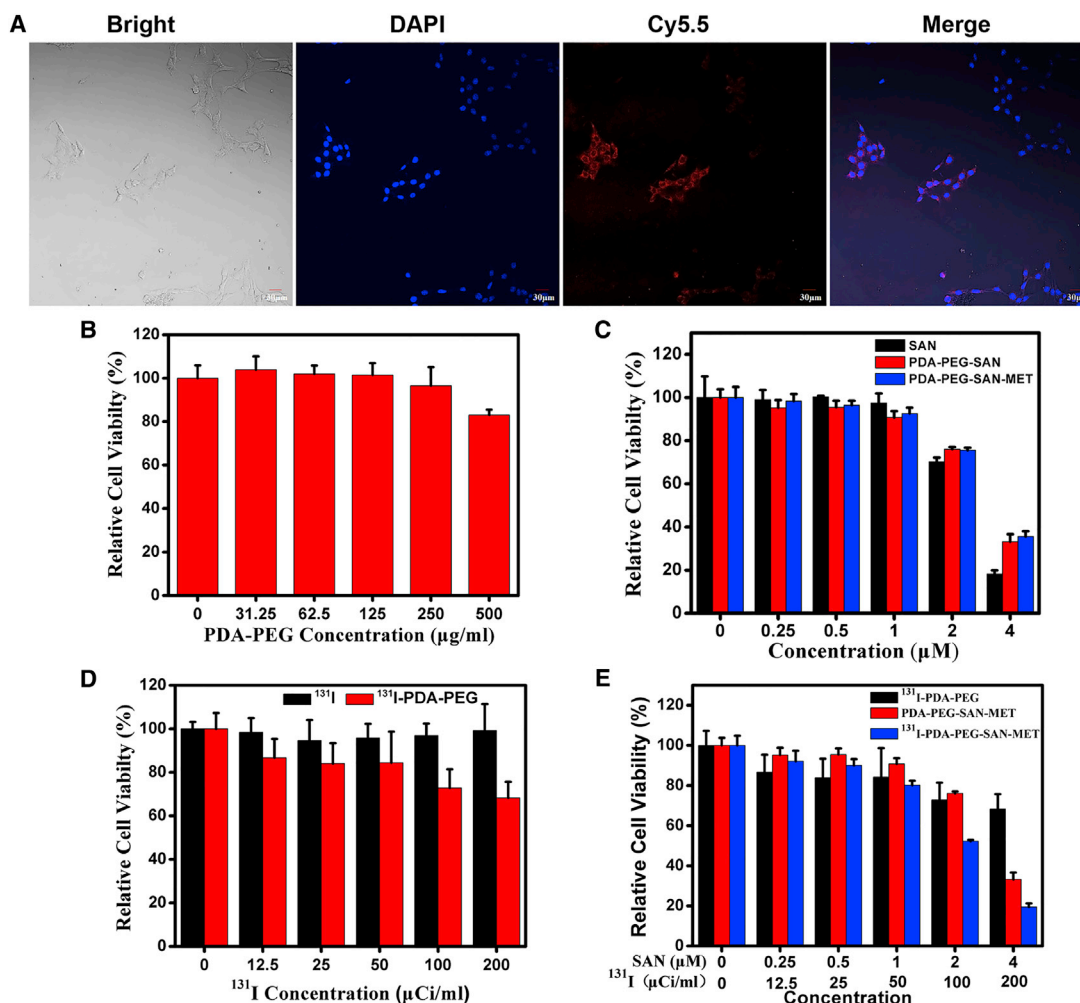 A
Bright
DAPI
Cy5.5
Merge
30μm
30μm
30μm
30μm
B
Relative Cell Viabilty (%)
120
100
80
60
40
20
0
0 31.25 62.5 125 250 500
PDA-PEG Concentration (μg/ml)
C
Relative Cell Viabilty (%)
120
100
80
60
40
20
0
SAN
PDA-PEG-SAN
PDA-PEG-SAN-MET
0 0.25 0.5 1 2 4
Concentration (μM)
D
Relative Cell Viabilty (%)
120
100
80
60
40
20
0
¹³¹I ¹³¹I-PDA-PEG
0 12.5 25 50 100 200
¹³¹I Concentration (μCi/ml)
E
Relative Cell Viability (%)
120
100
80
60
40
20
0
¹³¹I-PDA-PEG
PDA-PEG-SAN-MET
¹³¹I-PDA-PEG-SAN-MET
SAN (μM) 0 0.25 0.5 1 2 4
¹³¹I (μCi/ml) 0 12.5 25 50 100 200
Concentration